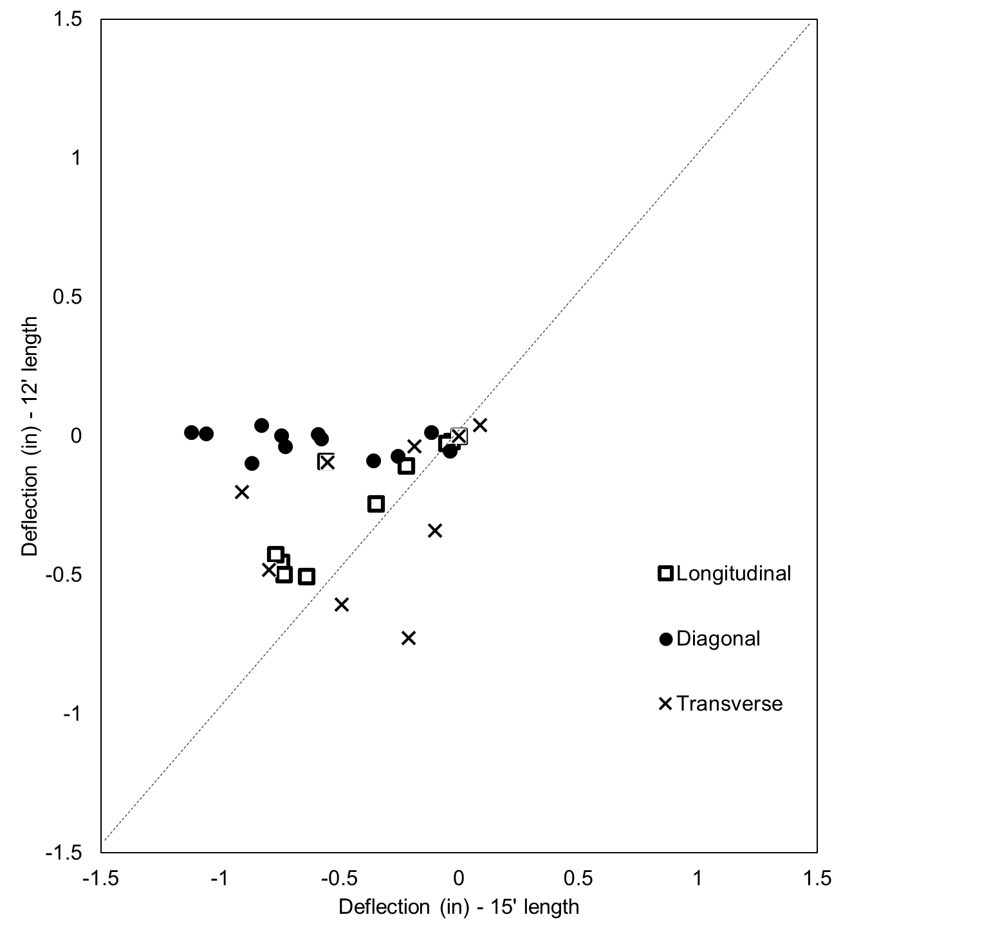 1.5
1
0.5
0
-0.5
-1
-1.5
Deflection (in) - 12' length
Longitudinal
Diagonal
Transverse
-1.5 -1 -0.5 0 0.5 1 1.5
Deflection (in) - 15' length